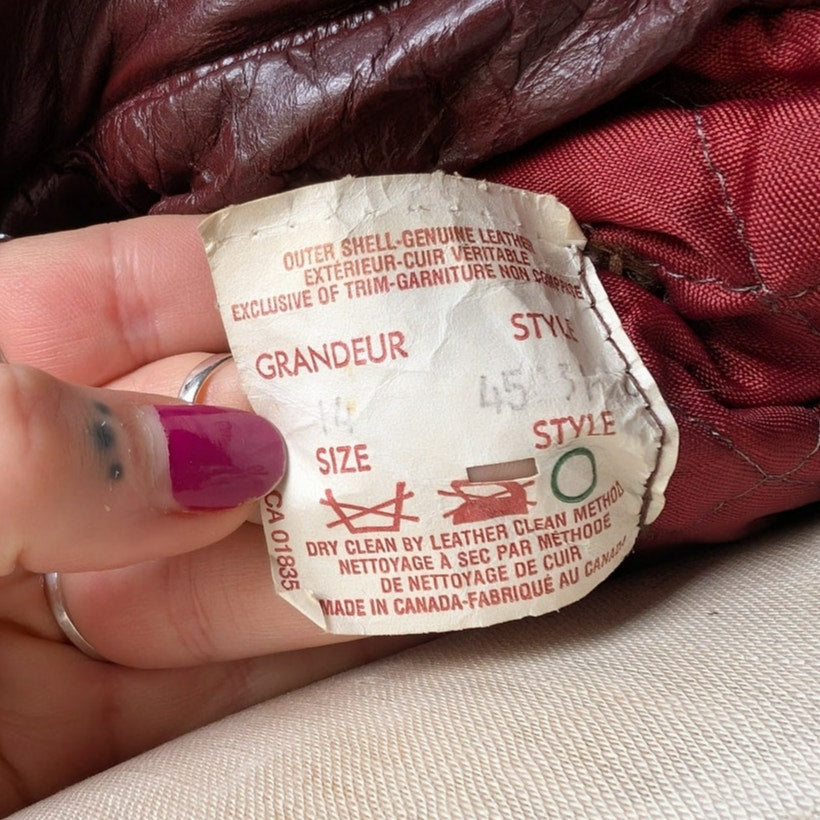 OUTER SHELL-GENUINE LEATHER
EXTÉRIEUR-CUIR VÉRITABLE
EXCLUSIVE OF TRIM-GARNITURE NON COMPRISE
GRANDEUR STYLE
14
SIZE STYLE
CA 01835
DRY CLEAN BY LEATHER CLEAN METHOD
NETTOYAGE À SEC PAR MÉTHODE
DE NETTOYAGE DE CUIR
MADE IN CANADA-FABRIQUÉ AU CANADA